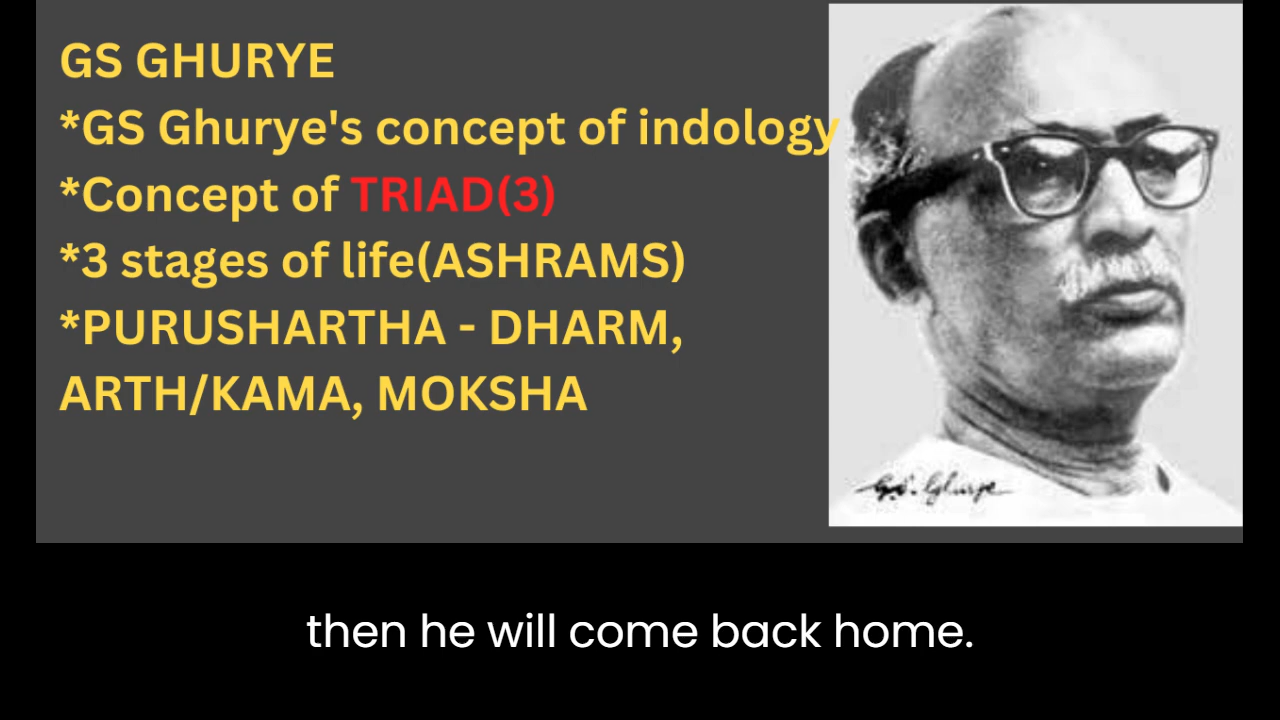 GS GHURYE
*GS Ghurye's concept of indology
*Concept of TRIAD(3)
*3 stages of life(ASHRAMS)
*PURUSHARTHA - DHARM,
ARTH/KAMA, MOKSHA
G.S. Ghurye
then he will come back home.